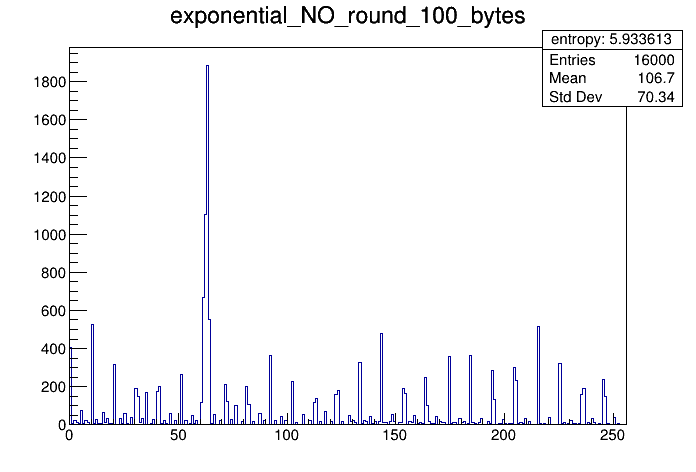 exponential_NO_round_100_bytes
entropy: 5.933613
Entries 16000
Mean 106.7
Std Dev 70.34
1800
1600
1400
1200
1000
800
600
400
200
0
0 50 100 150 200 250